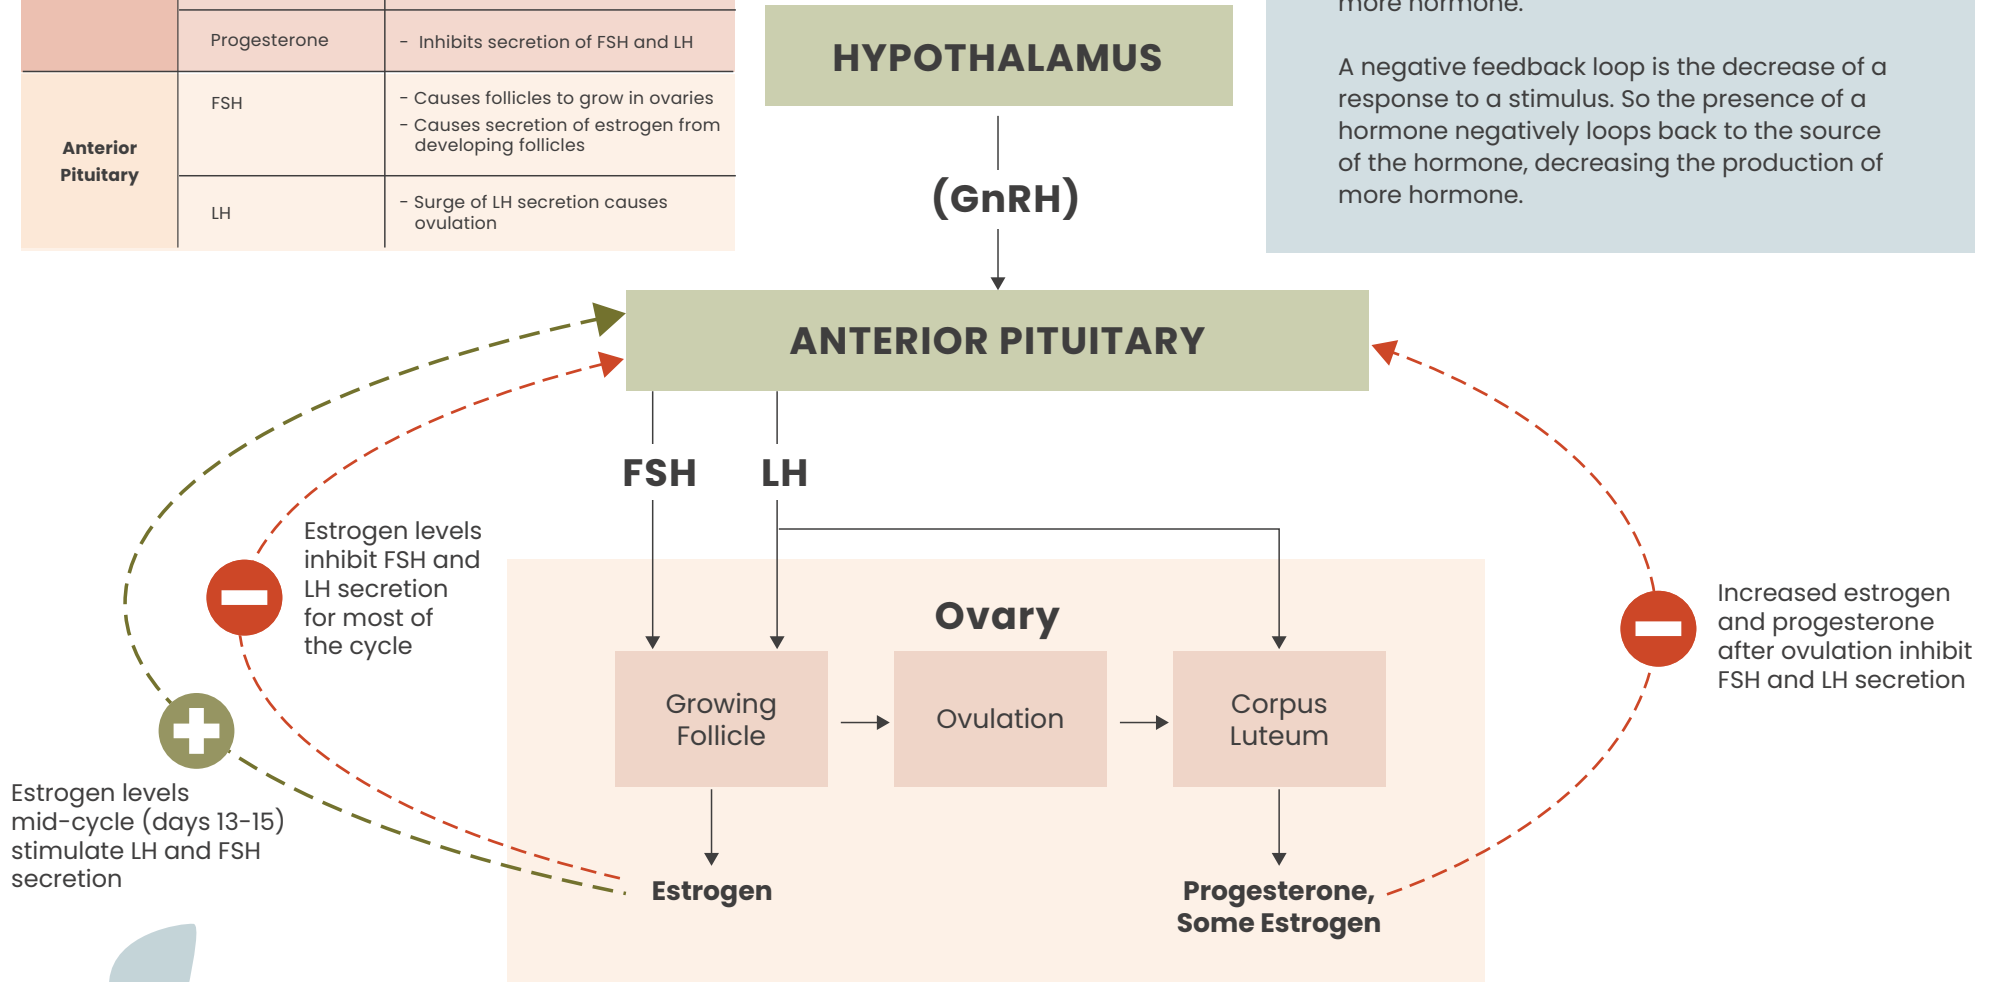 Progesterone
- Inhibits secretion of FSH and LH
Anterior
Pituitary
FSH
- Causes follicles to grow in ovaries
- Causes secretion of estrogen from
developing follicles
LH
- Surge of LH secretion causes
ovulation
HYPOTHALAMUS
(GnRH)
more hormone.
A negative feedback loop is the decrease of a
response to a stimulus. So the presence of a
hormone negatively loops back to the source
of the hormone, decreasing the production of
more hormone.
ANTERIOR PITUITARY
FSH
LH
Estrogen levels
inhibit FSH and
LH secretion
for most of
the cycle
Estrogen levels
mid-cycle (days 13-15)
stimulate LH and FSH
secretion
Ovary
Growing
Follicle
Ovulation
Corpus
Luteum
Estrogen
Progesterone,
Some Estrogen
Increased estrogen
and progesterone
after ovulation inhibit
FSH and LH secretion